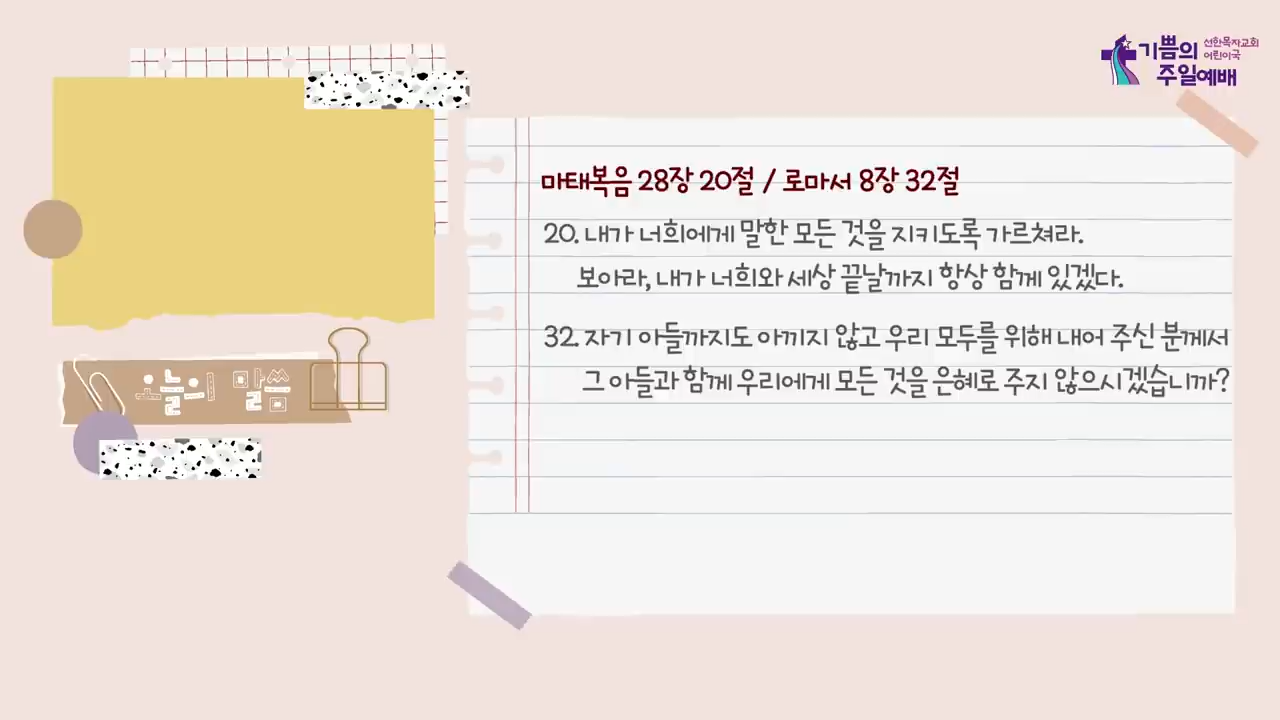 기쁨의 선한목자교회
어린이국
주일예배
마태복음 28장 20절 / 로마서 8장 32절
20. 내가 너희에게 말한 모든 것을 지키도록 가르쳐라.
보아라, 내가 너희와 세상 끝날까지 항상 함께 있겠다.
32. 자기 아들까지도 아끼지 않고 우리 모두를 위해 내어 주신 분께서
그 아들과 함께 우리에게 모든 것을 은혜로 주지 않으시겠습니까?
오늘의 말씀